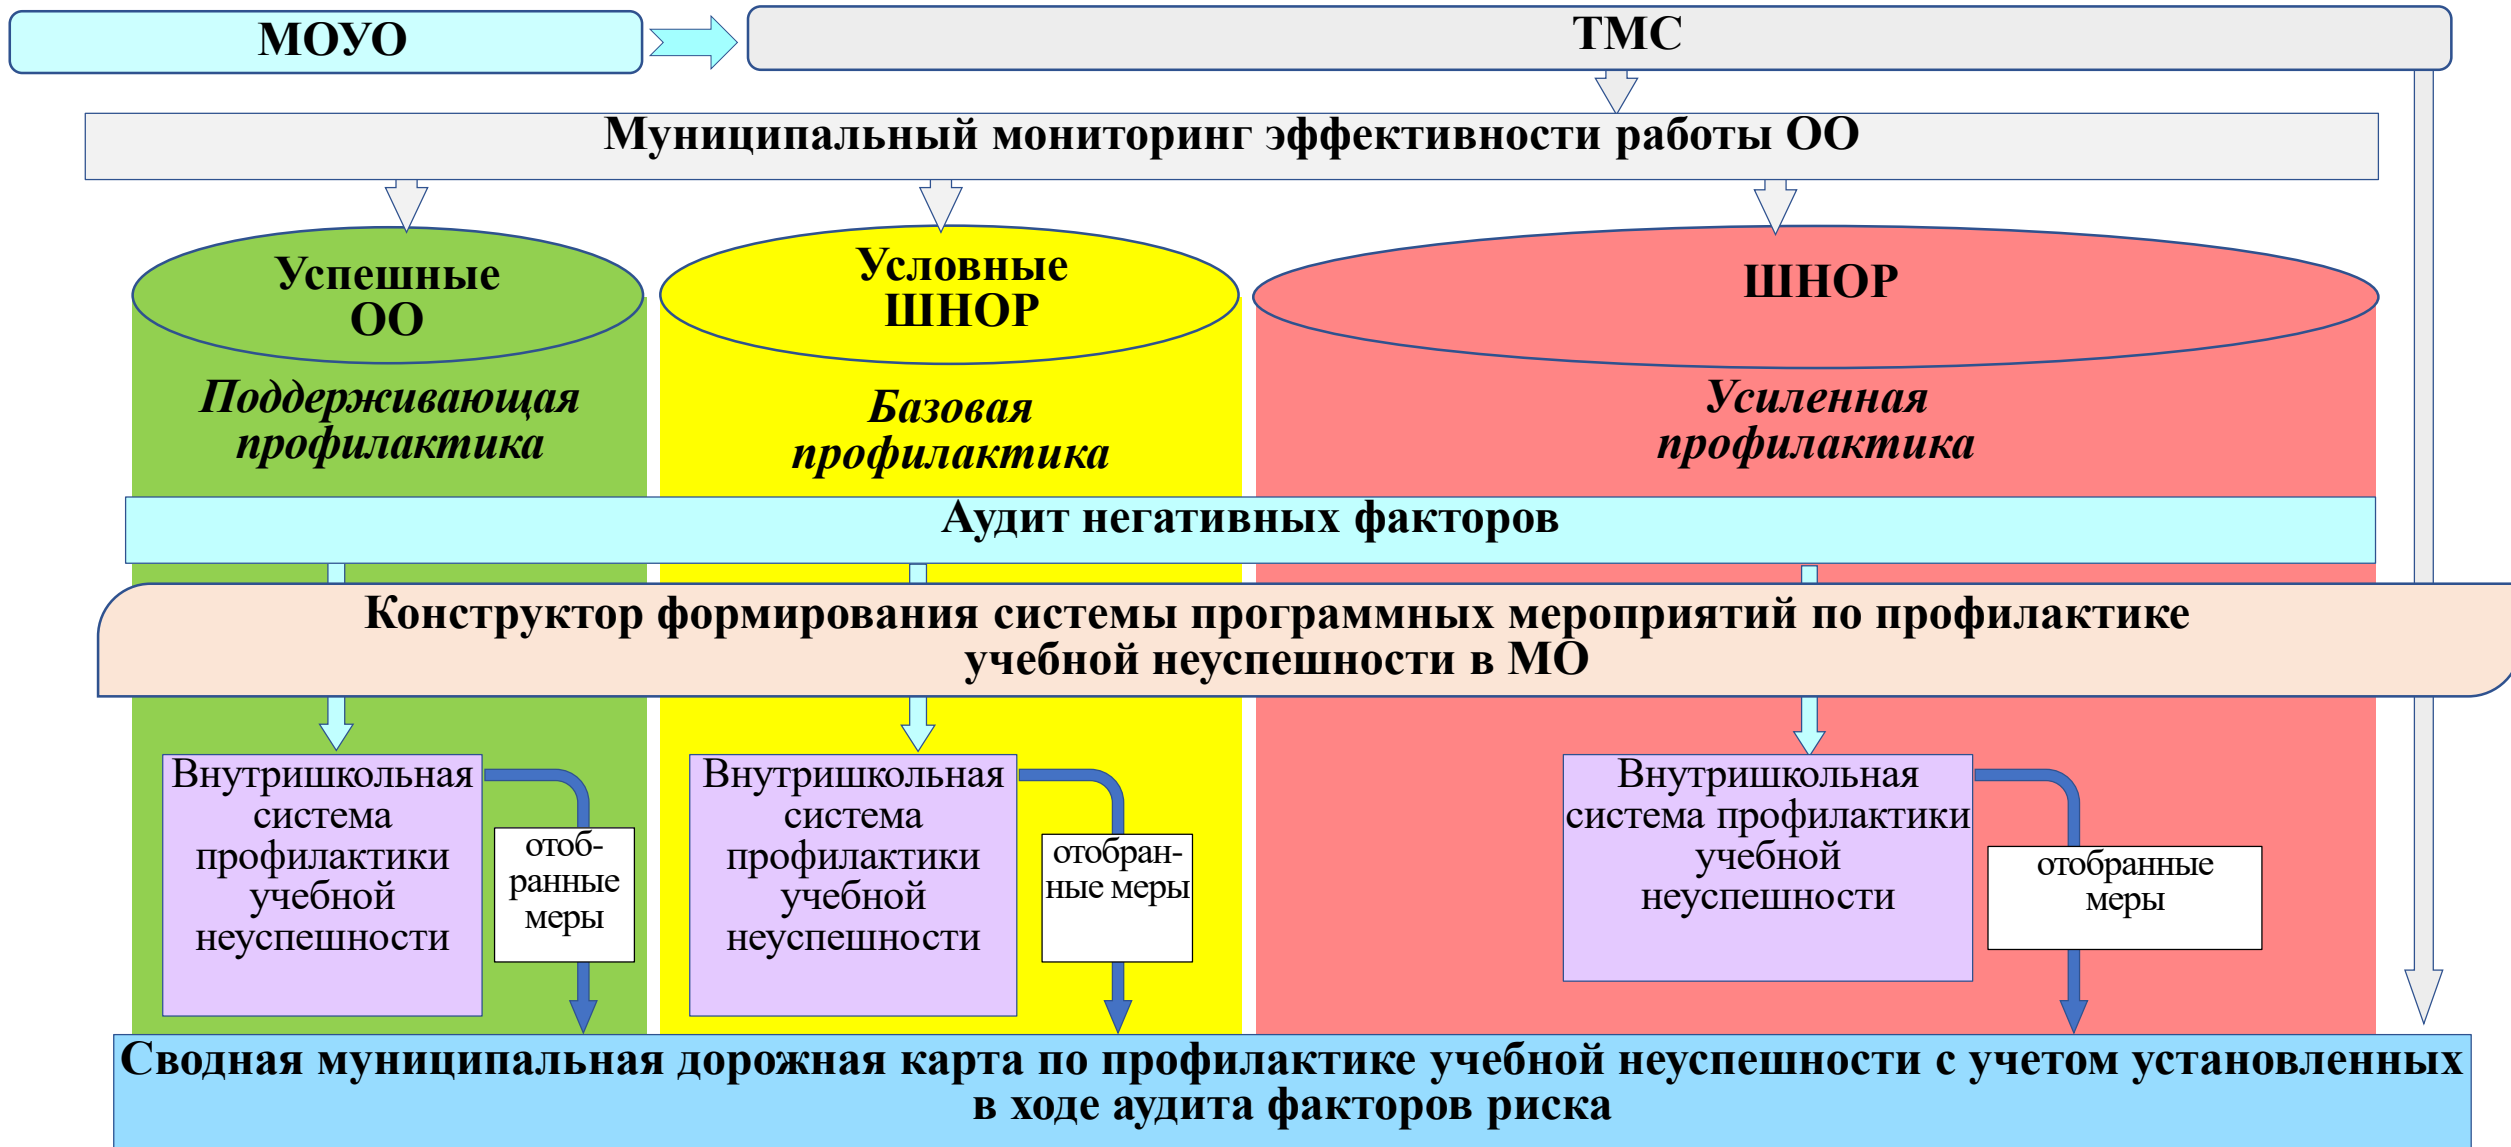 МОУО
ТМС
Муниципальный мониторинг эффективности работы ОО
Успешные
ОО
Условные
ШНОР
ШНОР
Поддерживающая
профилактика
Базовая
профилактика
Усиленная
профилактика
Аудит негативных факторов
Конструктор формирования системы программных мероприятий по профилактике
учебной неуспешности в МО
Внутришкольная
система
профилактики
учебной
неуспешности
отоб-
ранные
меры
Внутришкольная
система
профилактики
учебной
неуспешности
отобран-
ные меры
Внутришкольная
система профилактики
учебной
неуспешности
отобранные
меры
Сводная муниципальная дорожная карта по профилактике учебной неуспешности с учетом установленных
в ходе аудита факторов риска